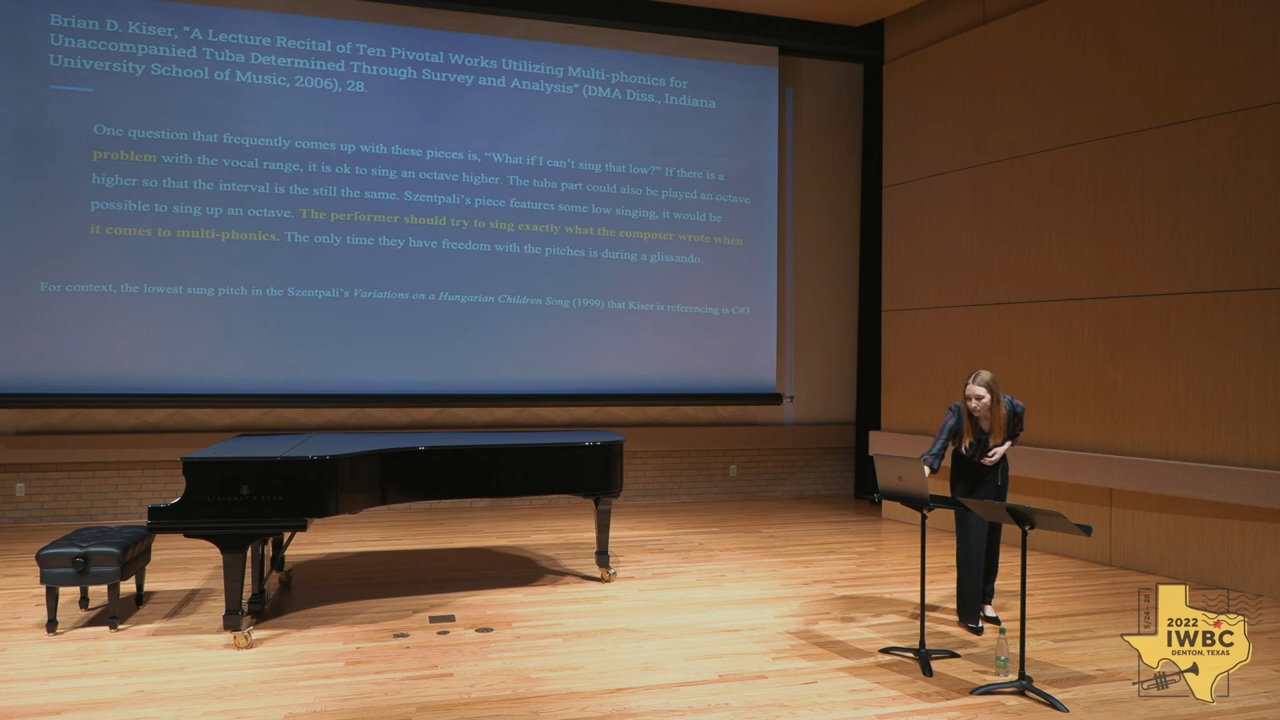 Brian D. Kiser, "A Lecture Recital of Ten Pivotal Works Utilizing Multi-phonics for
Unaccompanied Tuba Determined Through Survey and Analysis" (DMA Diss., Indiana
University School of Music, 2006), 28.
One question that frequently comes up with these pieces is, "What if I can't sing that low?" If there is a
problem with the vocal range, it is ok to sing an octave higher. The tuba part could also be played an octave
higher so that the interval is the still the same. Szentpali's piece features some low singing, it would be
possible to sing up an octave. The performer should try to sing exactly what the composer wrote when
it comes to multi-phonics. The only time they have freedom with the pitches is during a glissando.
For context, the lowest sung pitch in the Szentpali's Variations on a Hungarian Children Song (1999) that Kiser is referencing is C#3
STEINWAY & SONS
5/24 - 28
2022
IWBC
DENTON, TEXAS